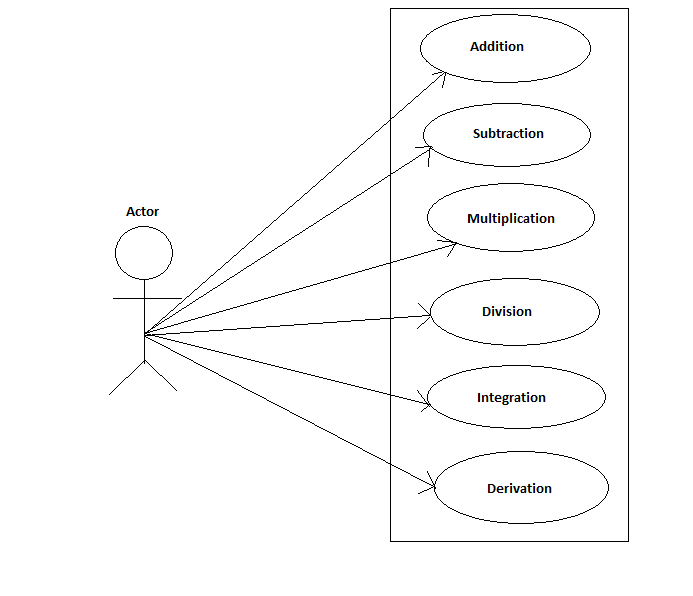 Addition
Subtraction
Actor
Multiplication
Division
Integration
Derivation